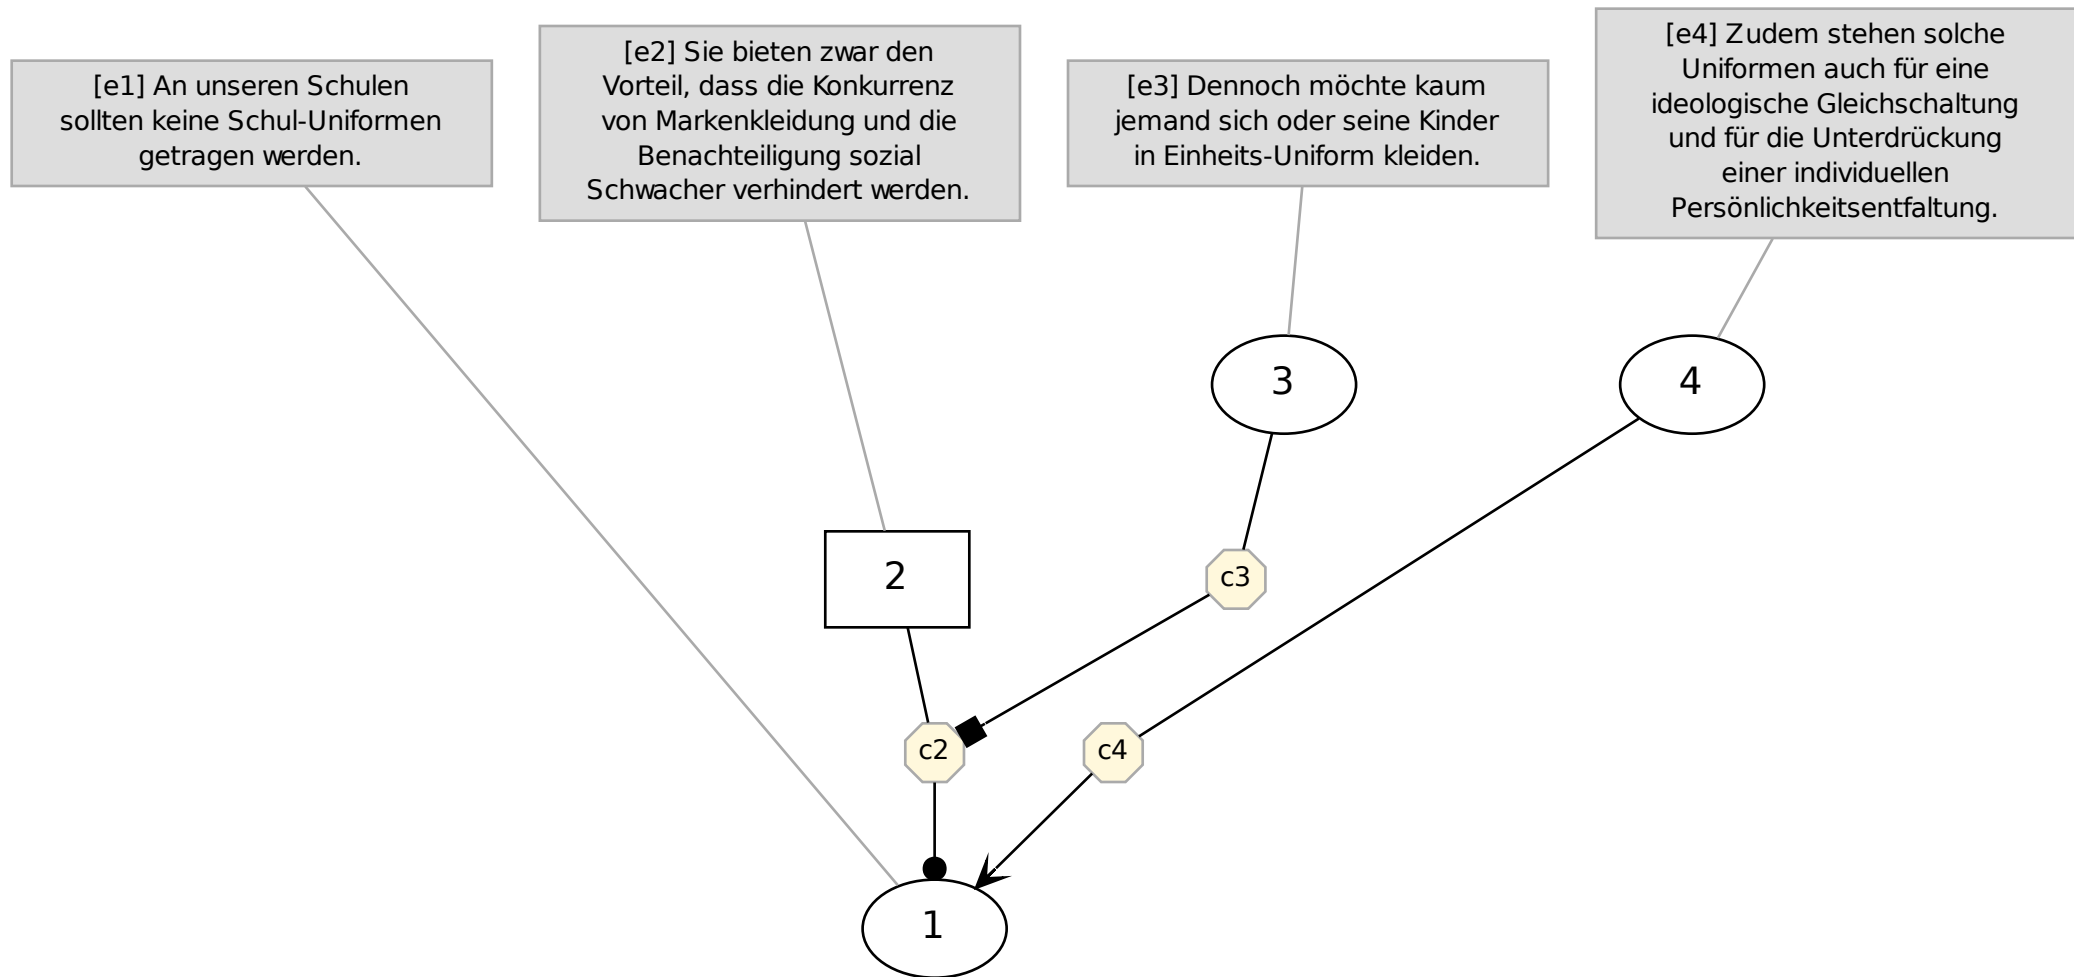 [e1] An unseren Schulen
sollten keine Schul-Uniformen
getragen werden.
[e2] Sie bieten zwar den
Vorteil, dass die Konkurrenz
von Markenkleidung und die
Benachteiligung sozial
Schwacher verhindert werden.
[e3] Dennoch möchte kaum
jemand sich oder seine Kinder
in Einheits-Uniform kleiden.
[e4] Zudem stehen solche
Uniformen auch für eine
ideologische Gleichschaltung
und für die Unterdrückung
einer individuellen
Persönlichkeitsentfaltung.
3
4
2
c3
c2
c4
1